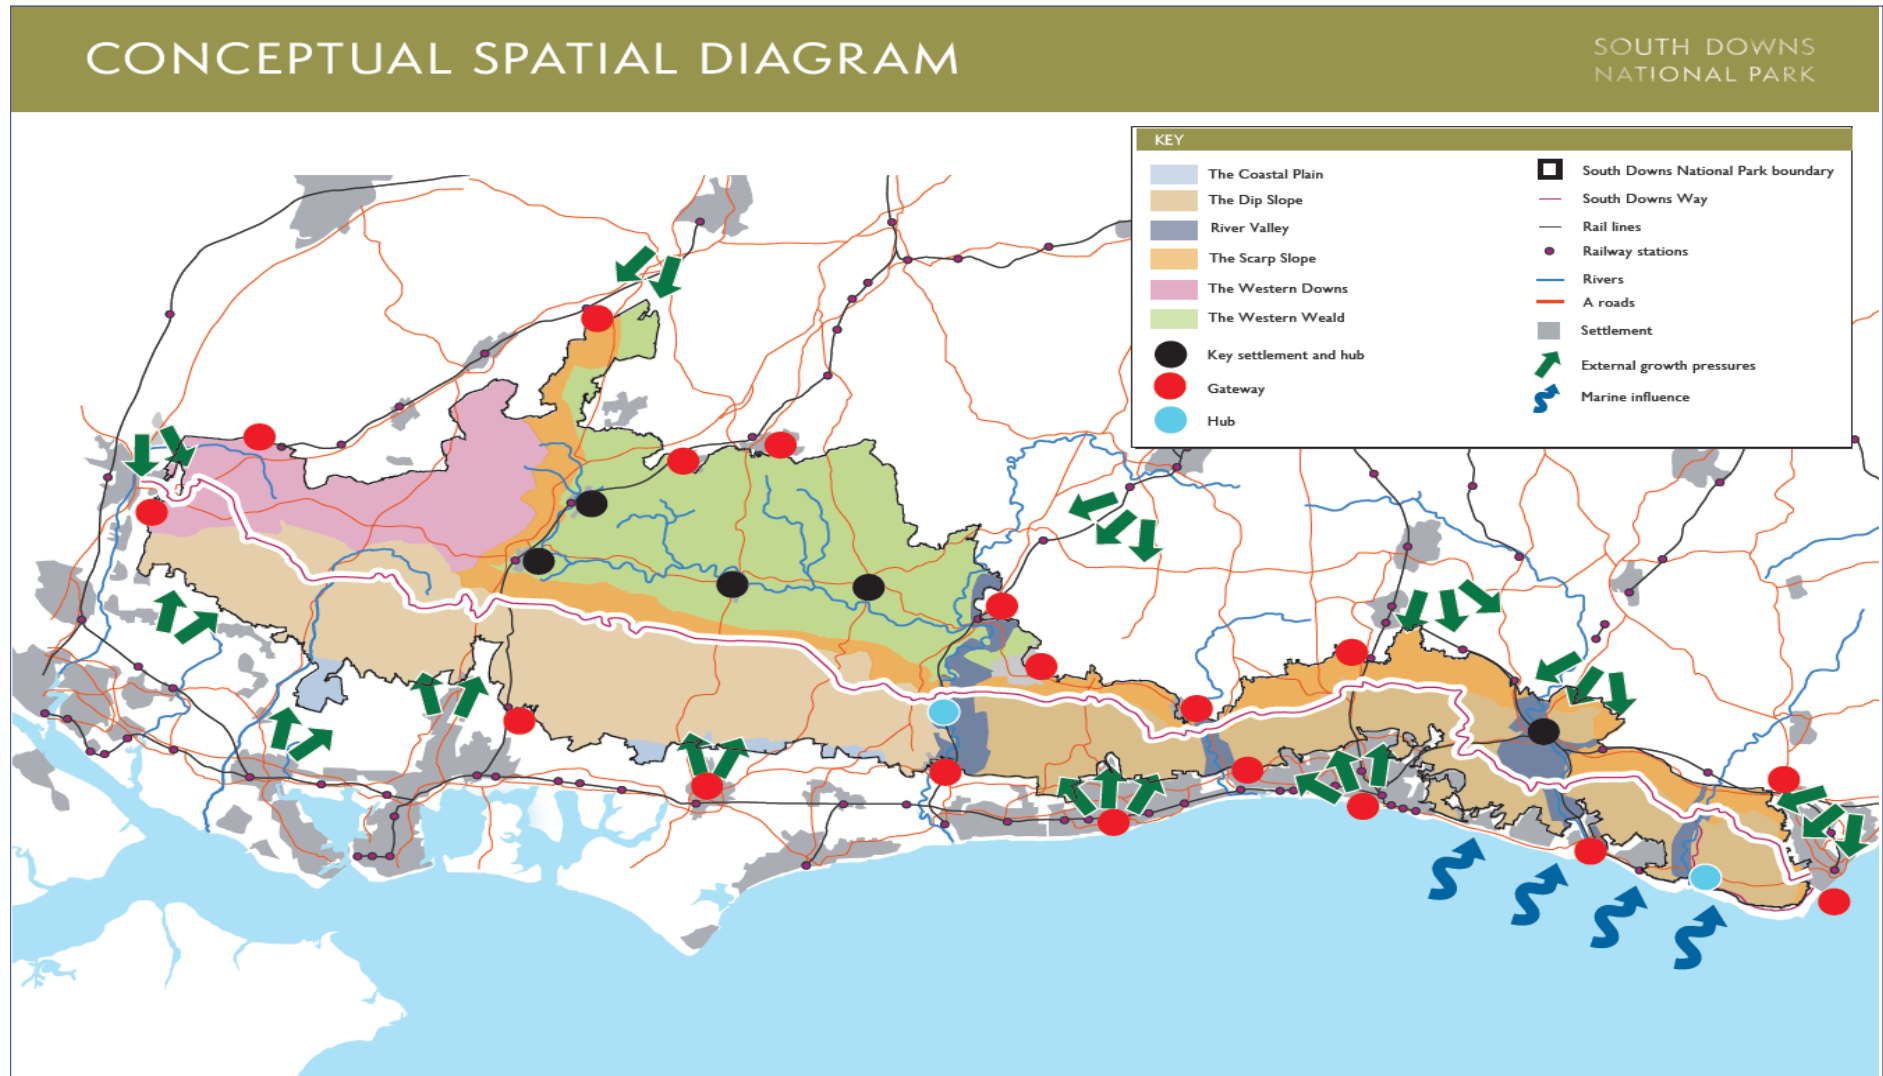 CONCEPTUAL SPATIAL DIAGRAM
SOUTH DOWNS
NATIONAL PARK
KEY
The Coastal Plain
The Dip Slope
River Valley
The Scarp Slope
The Western Downs
The Western Weald
Key settlement and hub
Gateway
Hub
South Downs National Park boundary
South Downs Way
Rail lines
Railway stations
Rivers
A roads
Settlement
External growth pressures
Marine influence